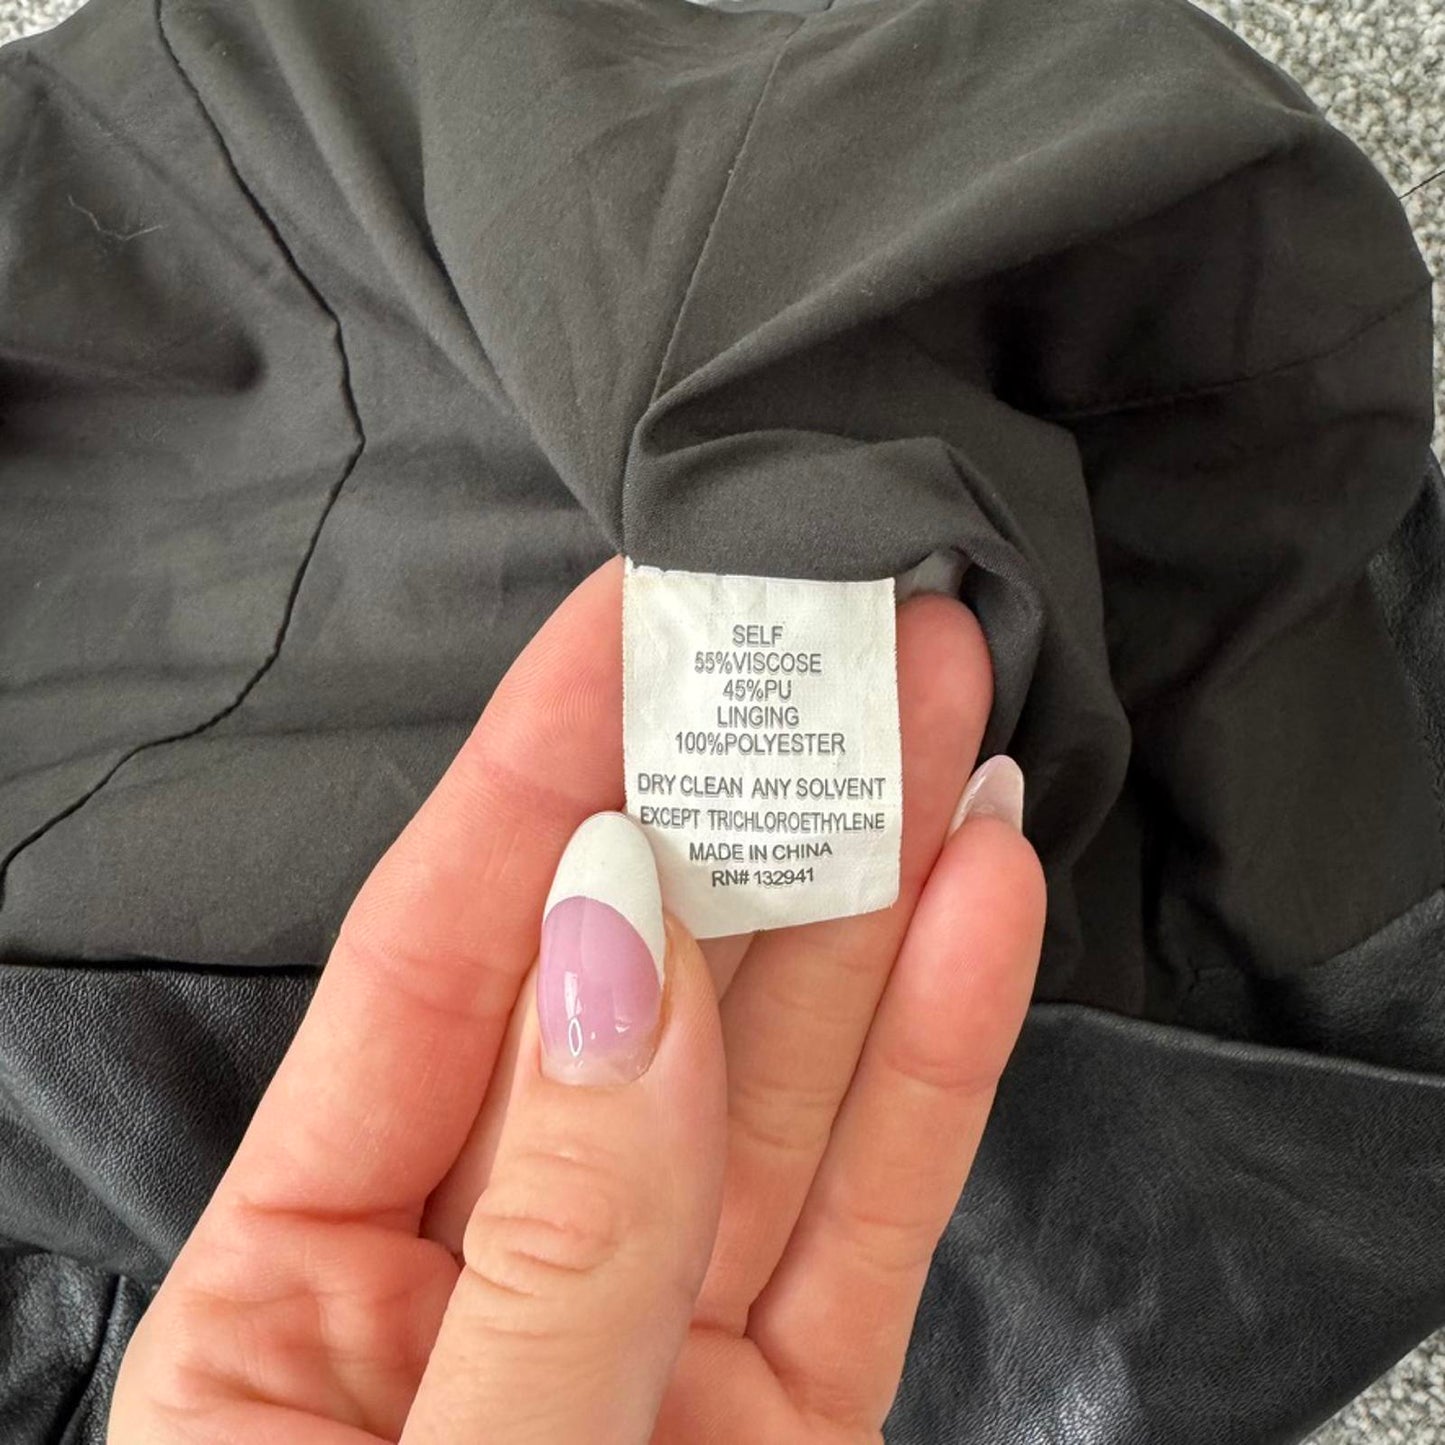 SELF
55%VISCOSE
45%PU
LINGING
100%POLYESTER
DRY CLEAN ANY SOLVENT
EXCEPT TRICHLOROETHYLENE
MADE IN CHINA
RN# 132941